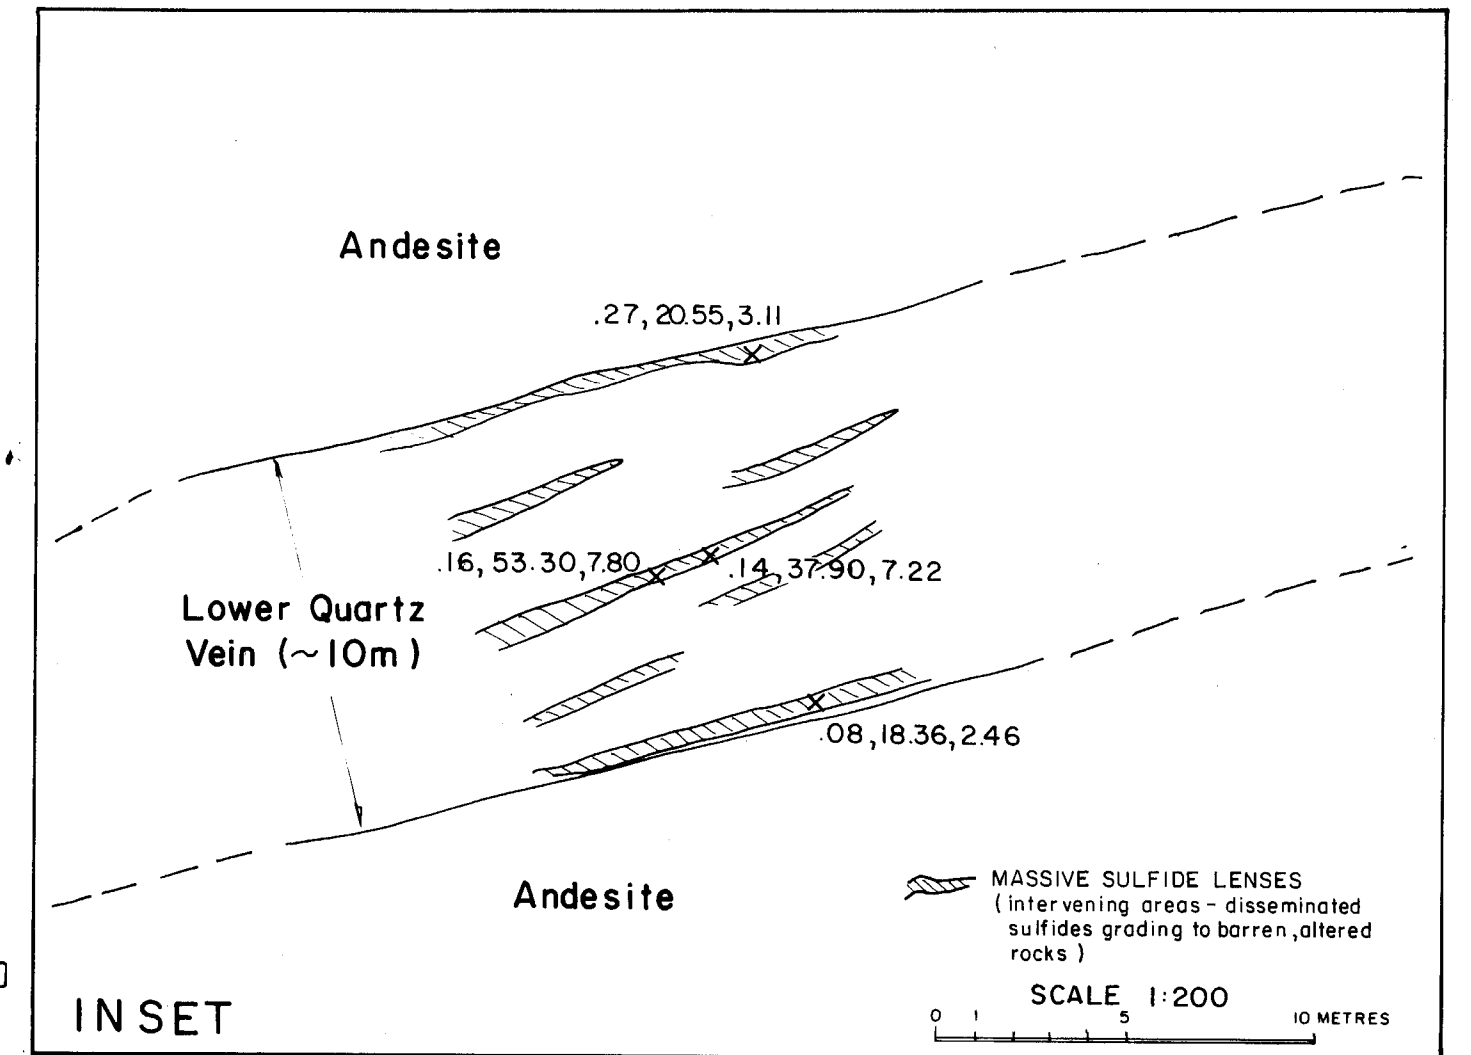 Andesite
.27, 20.55, 3.11
.16, 53.30, 7.80
.14, 37.90, 7.22
Lower Quartz
Vein (~10m)
.08, 18.36, 2.46
Andesite
MASSIVE SULFIDE LENSES
(intervening areas - disseminated
sulfides grading to barren, altered
rocks)
SCALE 1:200
0 1 5 10 METRES
INSET